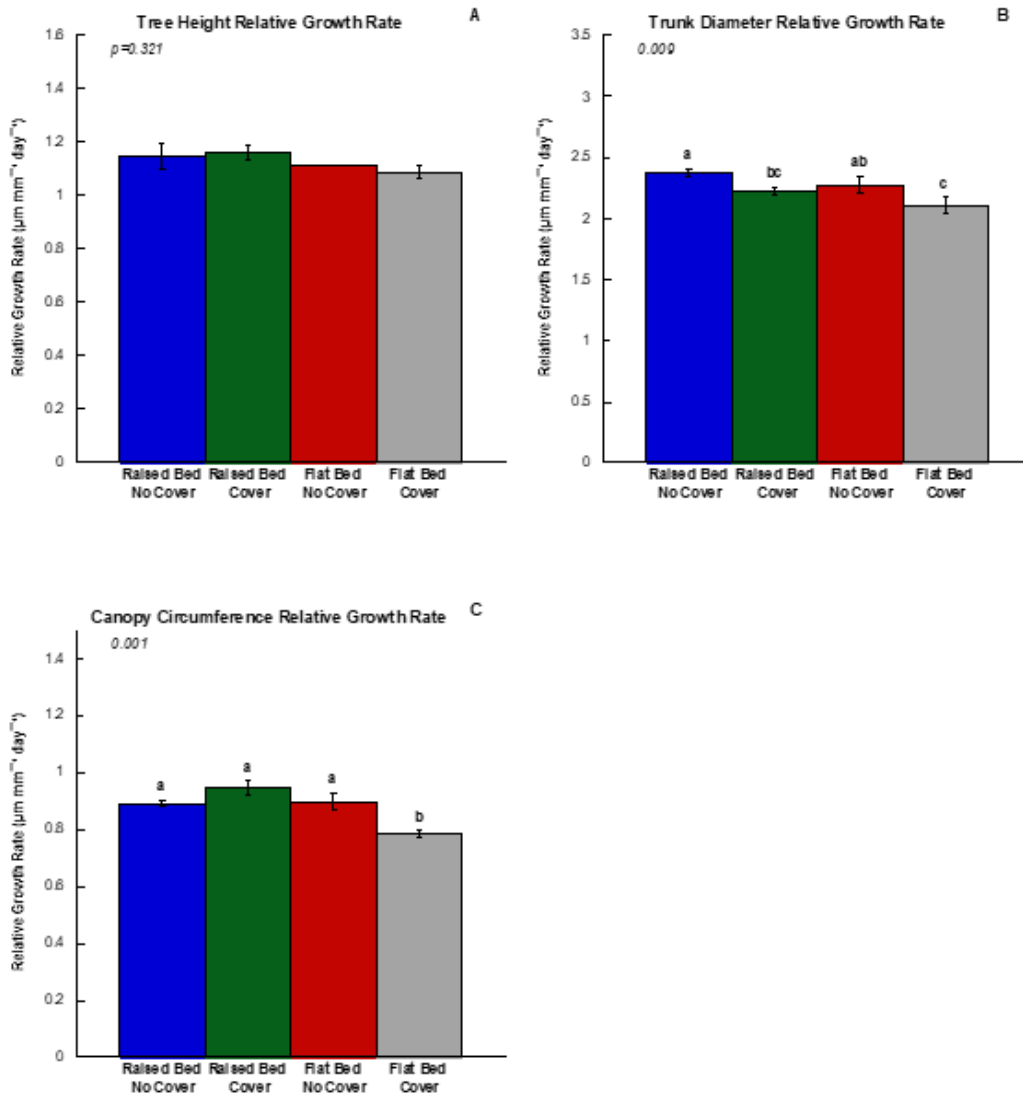 Tree Height Relative Growth Rate
A
p=0.321
1.6
1.4
1.2
1
0.8
0.6
0.4
0.2
0
Relative Growth Rate (µm mm⁻¹ day⁻¹)
Raised Bed No Cover
Raised Bed Cover
Flat Bed No Cover
Flat Bed Cover
Trunk Diameter Relative Growth Rate
B
0.009
3.5
3
2.5
2
1.5
1
0.5
0
Relative Growth Rate (µm mm⁻¹ day⁻¹)
a
bc
ab
c
Raised Bed No Cover
Raised Bed Cover
Flat Bed No Cover
Flat Bed Cover
Canopy Circumference Relative Growth Rate
C
0.001
1.4
1.2
1
0.8
0.6
0.4
0.2
0
Relative Growth Rate (µm mm⁻¹ day⁻¹)
a
a
a
b
Raised Bed No Cover
Raised Bed Cover
Flat Bed No Cover
Flat Bed Cover